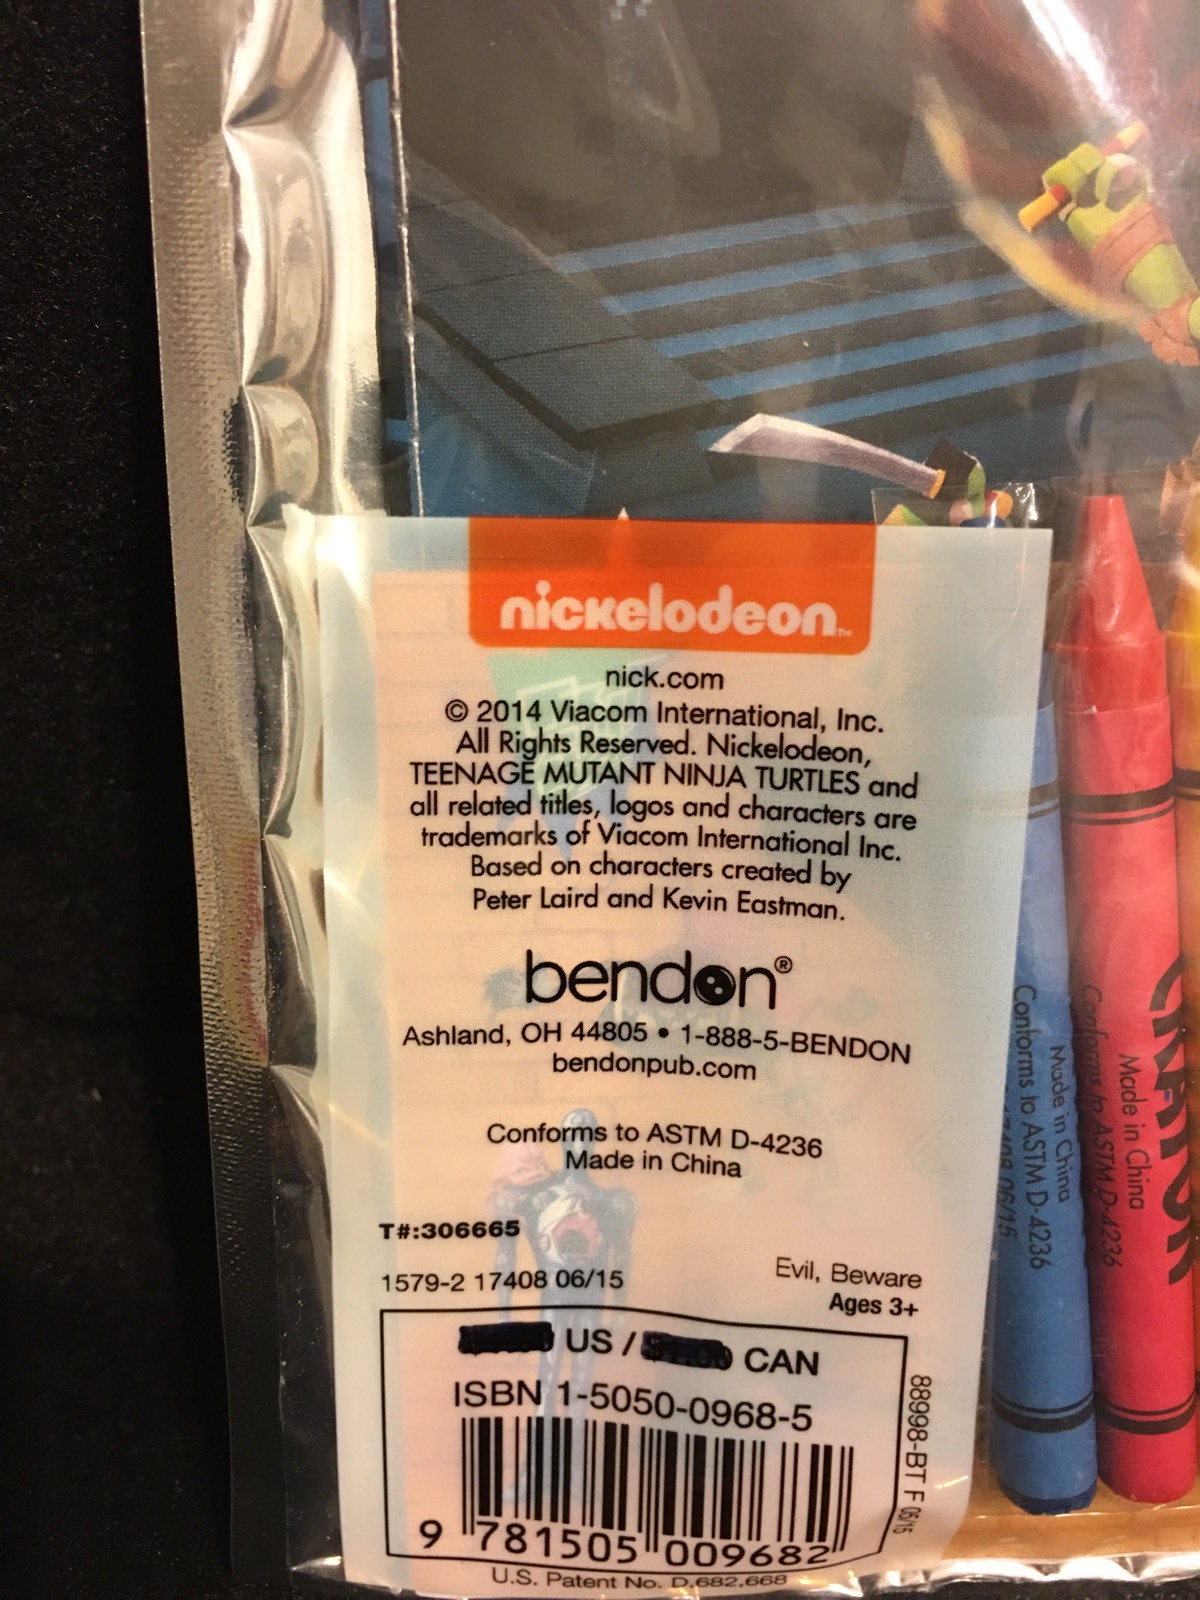 nickelodeon™
nick.com
© 2014 Viacom International, Inc.
All Rights Reserved. Nickelodeon,
TEENAGE MUTANT NINJA TURTLES and
all related titles, logos and characters are
trademarks of Viacom International Inc.
Based on characters created by
Peter Laird and Kevin Eastman.
bendon®
Ashland, OH 44805 • 1-888-5-BENDON
bendonpub.com
Conforms to ASTM D-4236
Made in China
T#:306665
1579-2 17408 06/15
Evil, Beware
Ages 3+
US / CAN
ISBN 1-5050-0968-5
9 781505 009682
88998-BT F 05/15
U.S. Patent No. D,682,668
Made in China
Conforms to ASTM D-4236
17408 06/15
CRAYON
Made in China
Conforms to ASTM D-4236